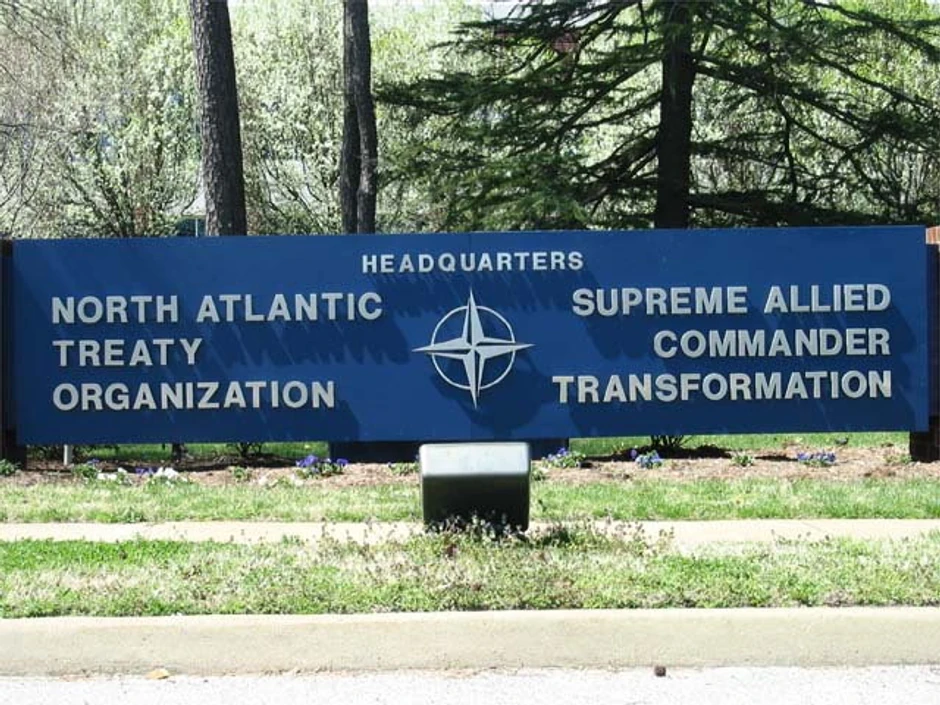 HEADQUARTERS
NORTH ATLANTIC
TREATY
ORGANIZATION
SUPREME ALLIED
COMMANDER
TRANSFORMATION